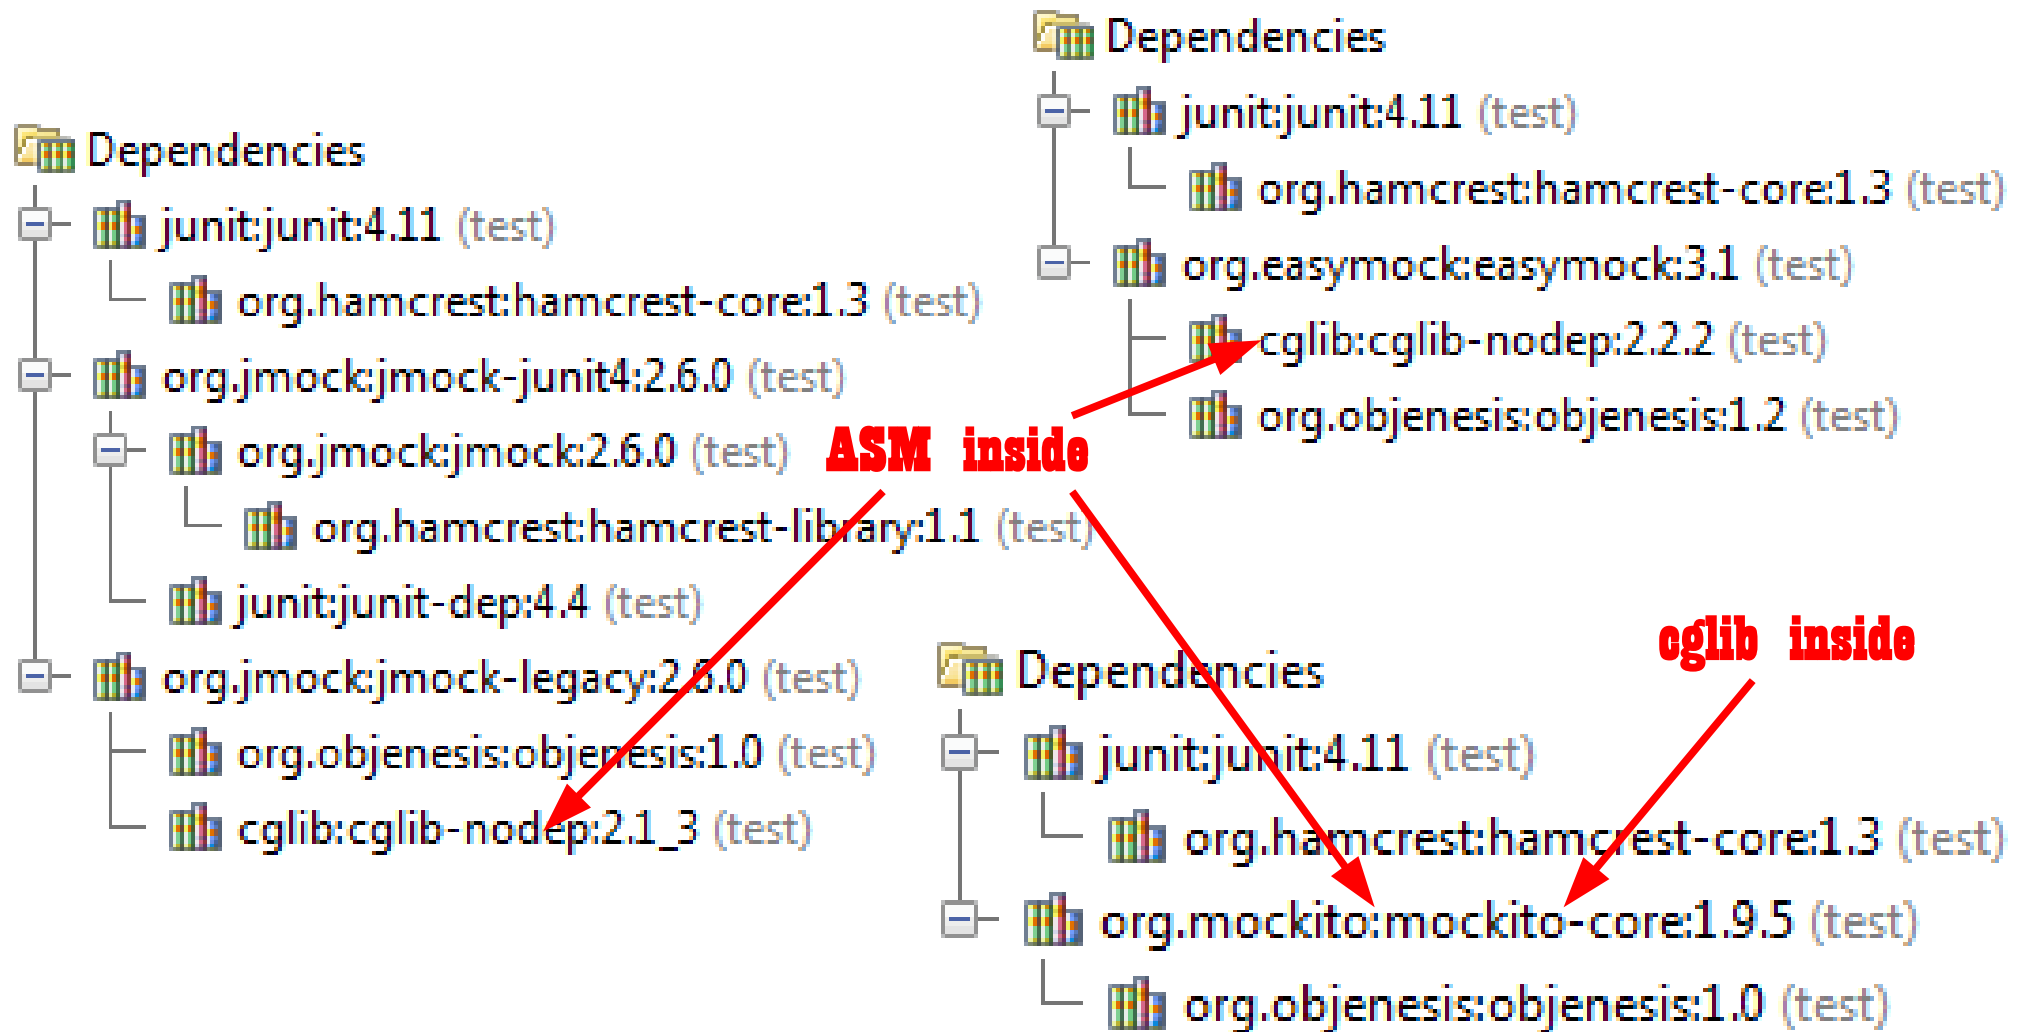 Dependencies
junit:junit:4.11 (test)
org.hamcrest:hamcrest-core:1.3 (test)
org.jmock:jmock-junit4:2.6.0 (test)
org.jmock:jmock:2.6.0 (test)
org.hamcrest:hamcrest-library:1.1 (test)
junit:junit-dep:4.4 (test)
org.jmock:jmock-legacy:2.6.0 (test)
org.objenesis:objenesis:1.0 (test)
cglib:cglib-nodep:2.1_3 (test)
ASM inside
Dependencies
junit:junit:4.11 (test)
org.hamcrest:hamcrest-core:1.3 (test)
org.easymock:easymock:3.1 (test)
cglib:cglib-nodep:2.2.2 (test)
org.objenesis:objenesis:1.2 (test)
cglib inside
Dependencies
junit:junit:4.11 (test)
org.hamcrest:hamcrest-core:1.3 (test)
org.mockito:mockito-core:1.9.5 (test)
org.objenesis:objenesis:1.0 (test)